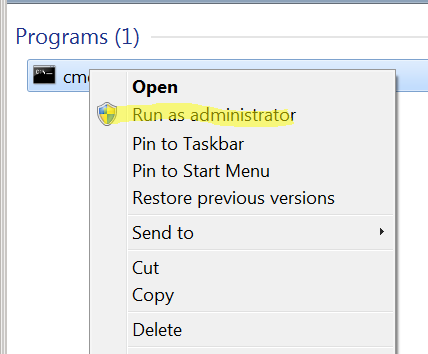 Programs (1)
cm
Open
Run as administrator
Pin to Taskbar
Pin to Start Menu
Restore previous versions
Send to
Cut
Copy
Delete